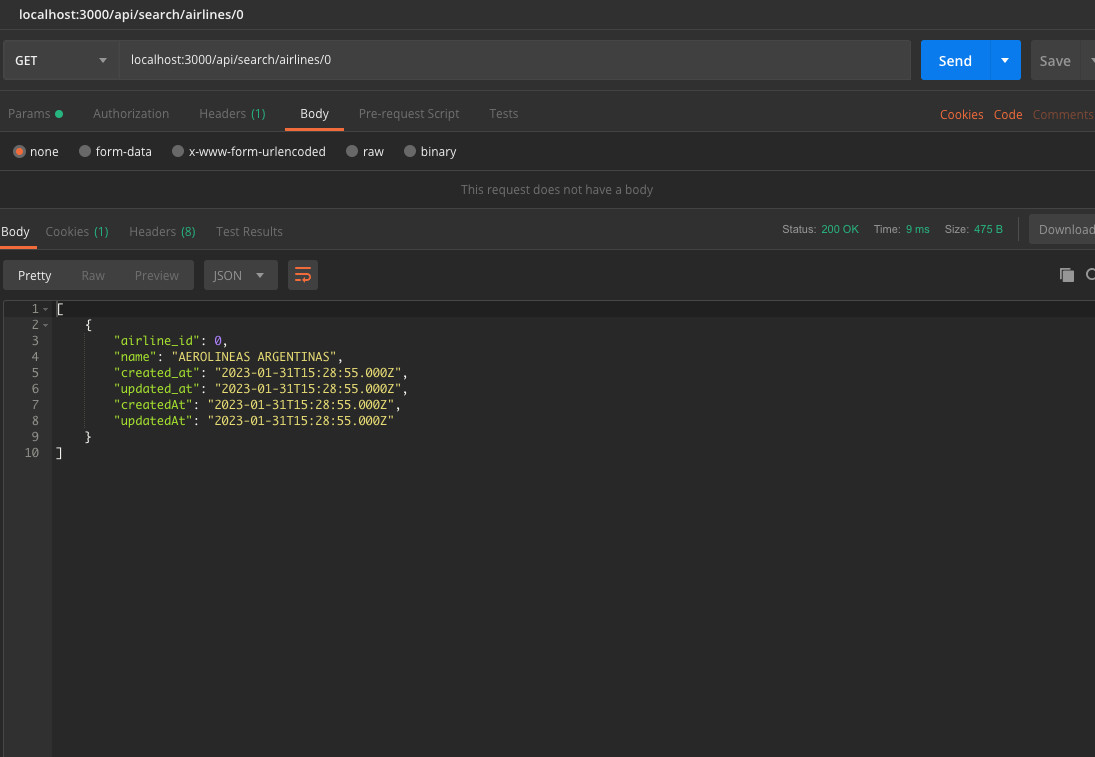 localhost:3000/api/search/airlines/0
GET localhost:3000/api/search/airlines/0 Send Save
Params Authorization Headers (1) Body Pre-request Script Tests Cookies Code Comments
none form-data x-www-form-urlencoded raw binary
This request does not have a body
Body Cookies (1) Headers (8) Test Results Status: 200 OK Time: 9 ms Size: 475 B Download
Pretty Raw Preview JSON
1 [
2 {
3 "airline_id": 0,
4 "name": "AEROLINEAS ARGENTINAS",
5 "created_at": "2023-01-31T15:28:55.000Z",
6 "updated_at": "2023-01-31T15:28:55.000Z",
7 "createdAt": "2023-01-31T15:28:55.000Z",
8 "updatedAt": "2023-01-31T15:28:55.000Z"
9 }
10 ]